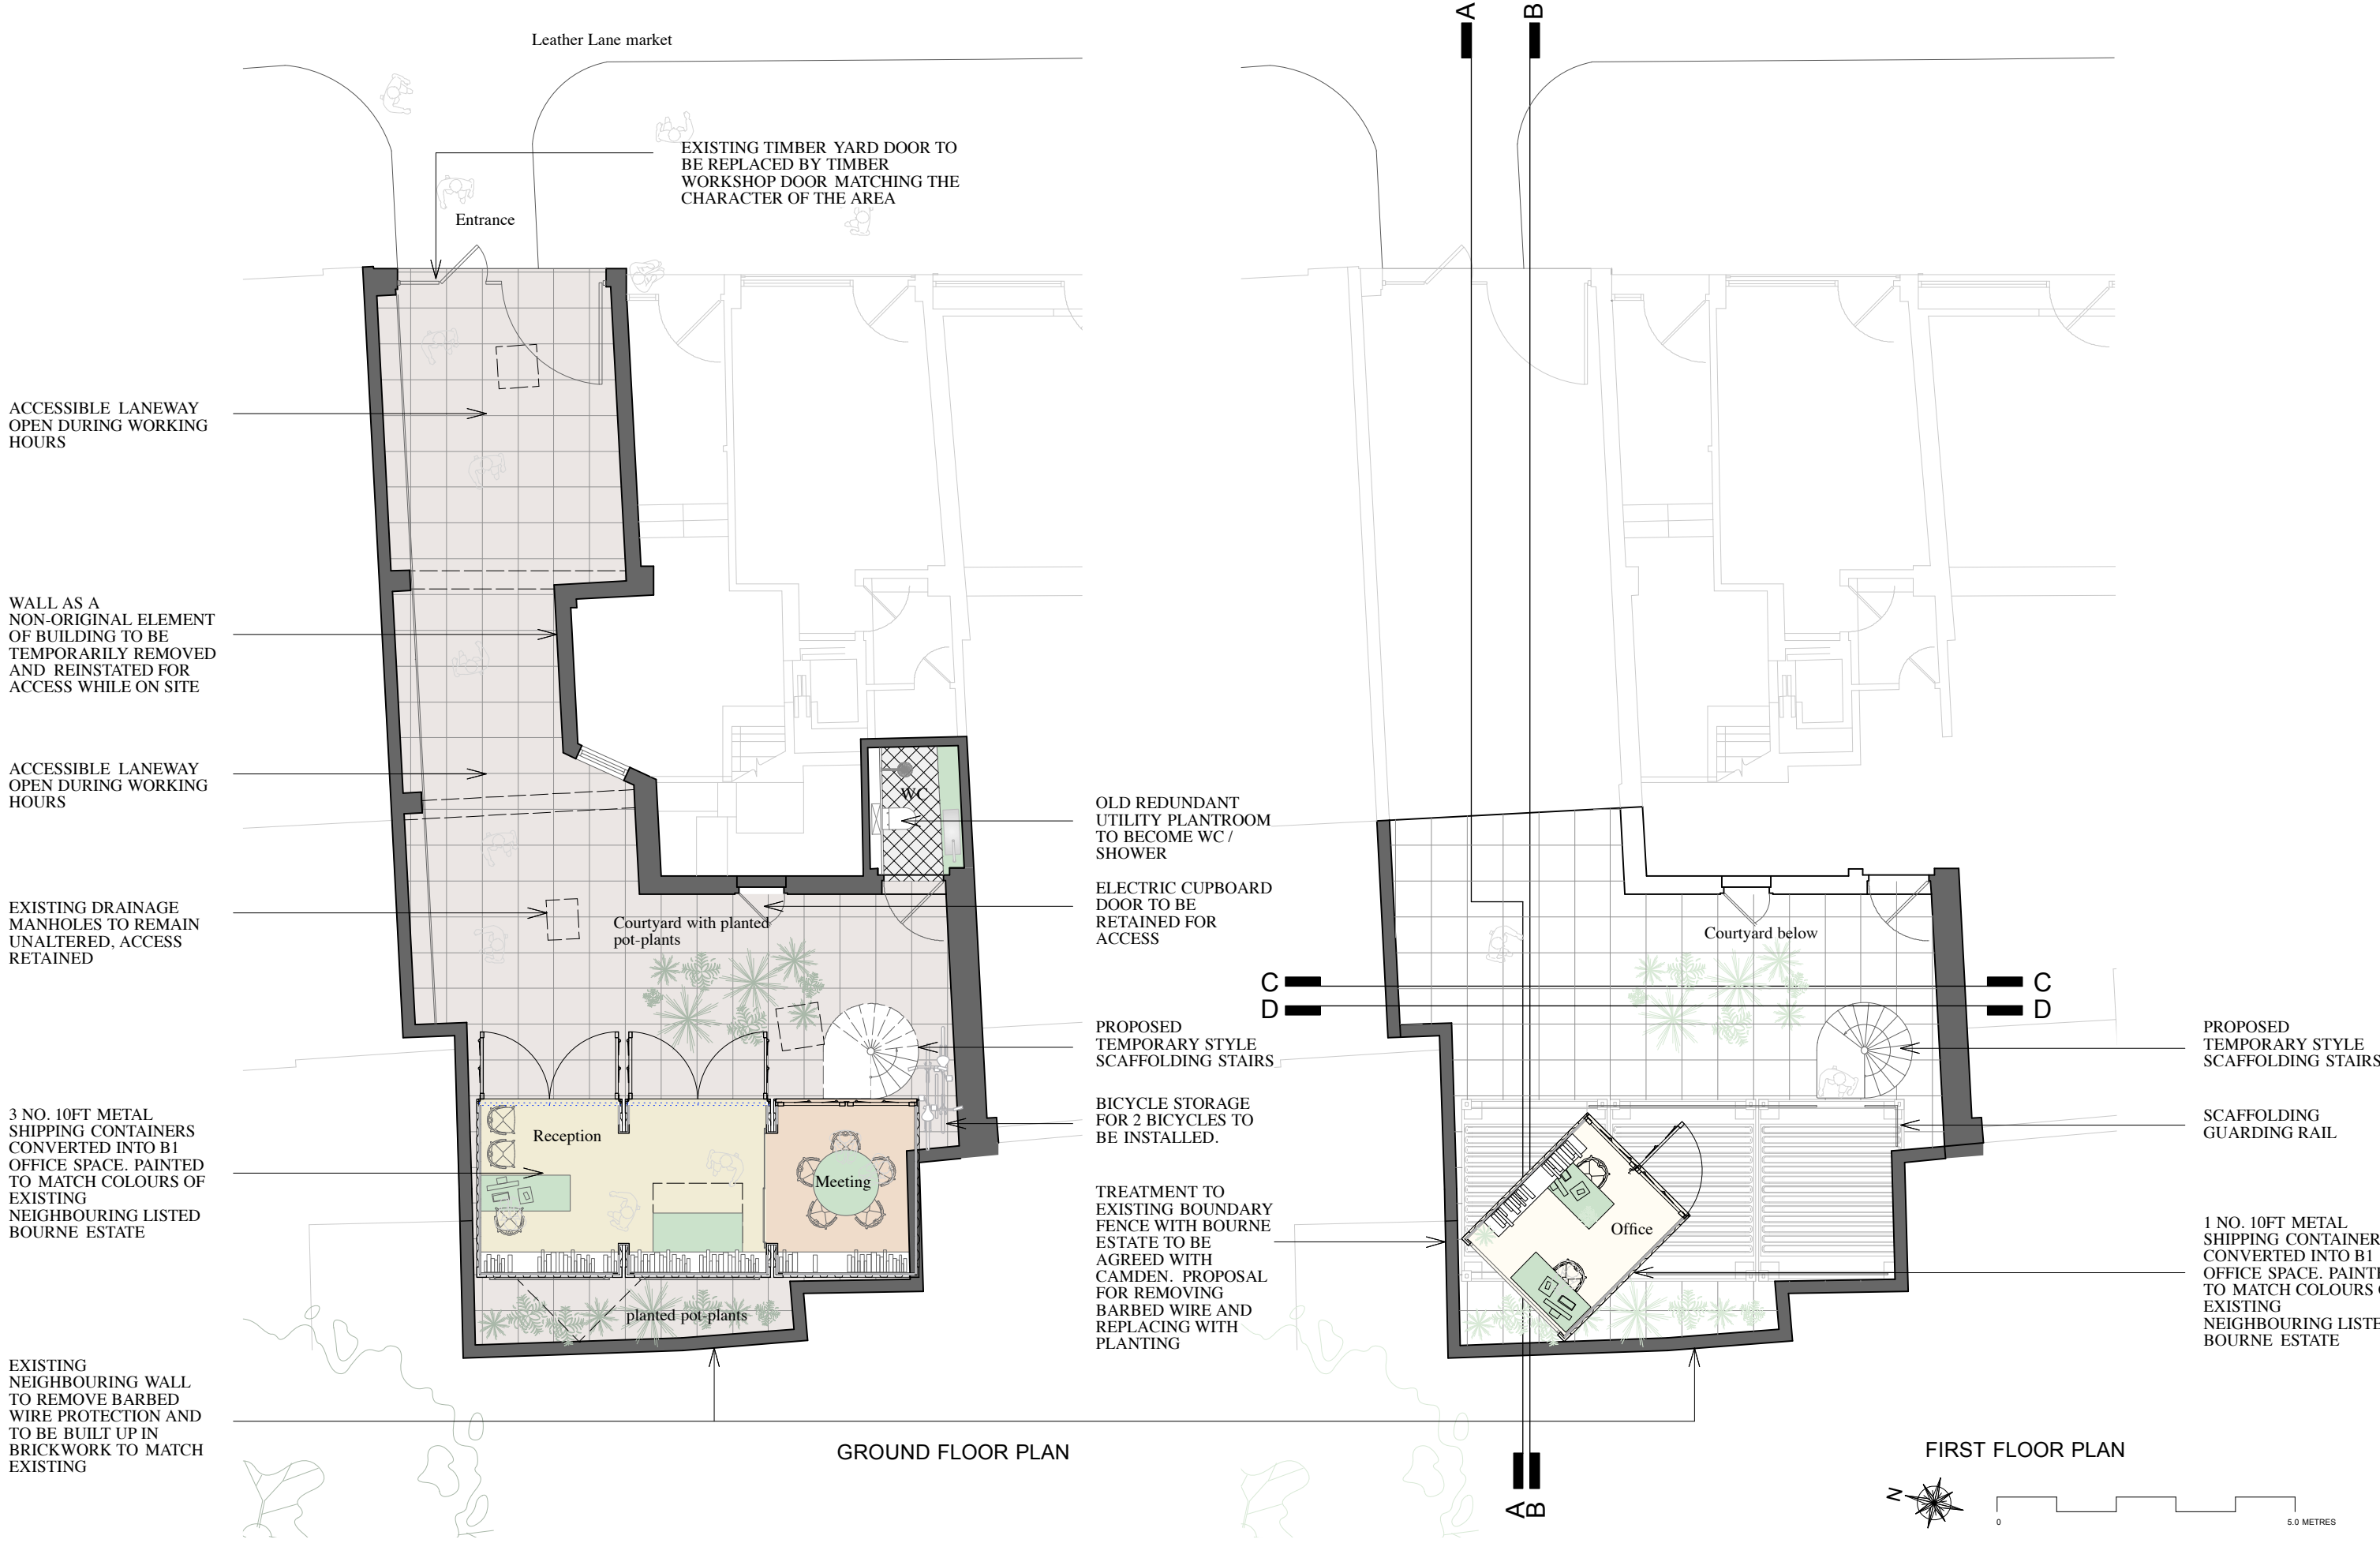 Leather Lane market
EXISTING TIMBER YARD DOOR TO
BE REPLACED BY TIMBER
WORKSHOP DOOR MATCHING THE
CHARACTER OF THE AREA
Entrance
ACCESSIBLE LANEWAY
OPEN DURING WORKING
HOURS
WALL AS A
NON-ORIGINAL ELEMENT
OF BUILDING TO BE
TEMPORARILY REMOVED
AND REINSTATED FOR
ACCESS WHILE ON SITE
ACCESSIBLE LANEWAY
OPEN DURING WORKING
HOURS
EXISTING DRAINAGE
MANHOLES TO REMAIN
UNALTERED, ACCESS
RETAINED
3 NO. 10FT METAL
SHIPPING CONTAINERS
CONVERTED INTO B1
OFFICE SPACE. PAINTED
TO MATCH COLOURS OF
EXISTING
NEIGHBOURING LISTED
BOURNE ESTATE
EXISTING
NEIGHBOURING WALL
TO REMOVE BARBED
WIRE PROTECTION AND
TO BE BUILT UP IN
BRICKWORK TO MATCH
EXISTING
WC
Courtyard with planted
pot-plants
Reception
Meeting
planted pot-plants
GROUND FLOOR PLAN
OLD REDUNDANT
UTILITY PLANTROOM
TO BECOME WC /
SHOWER
ELECTRIC CUPBOARD
DOOR TO BE
RETAINED FOR
ACCESS
PROPOSED
TEMPORARY STYLE
SCAFFOLDING STAIRS
BICYCLE STORAGE
FOR 2 BICYCLES TO
BE INSTALLED.
TREATMENT TO
EXISTING BOUNDARY
FENCE WITH BOURNE
ESTATE TO BE
AGREED WITH
CAMDEN. PROPOSAL
FOR REMOVING
BARBED WIRE AND
REPLACING WITH
PLANTING
A
B
Courtyard below
C
C
D
D
Office
A
B
PROPOSED
TEMPORARY STYLE
SCAFFOLDING STAIRS
SCAFFOLDING
GUARDING RAIL
1 NO. 10FT METAL
SHIPPING CONTAINER
CONVERTED INTO B1
OFFICE SPACE. PAINT
TO MATCH COLOURS
EXISTING
NEIGHBOURING LISTE
BOURNE ESTATE
FIRST FLOOR PLAN
N
0
5.0 METRES